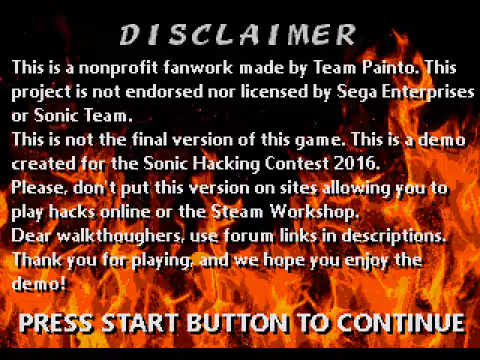 DISCLAIMER
This is a nonprofit fanwork made by Team Painto. This
project is not endorsed nor licensed by Sega Enterprises
or Sonic Team.
This is not the final version of this game. This is a demo
created for the Sonic Hacking Contest 2016.
Please, don't put this version on sites allowing you to
play hacks online or the Steam Workshop.
Dear walkthoughers, use forum links in descriptions.
Thank you for playing, and we hope you enjoy the
demo!
PRESS START BUTTON TO CONTINUE